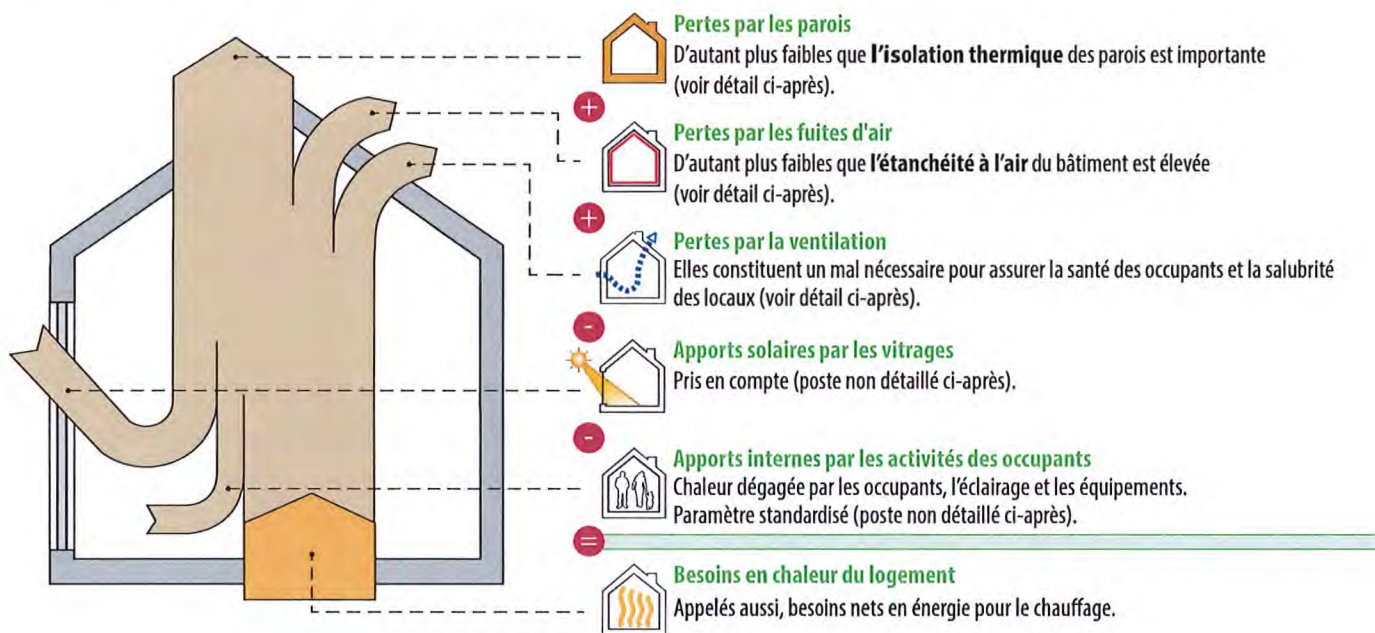 Pertes par les parois
D'autant plus faibles que l'isolation thermique des parois est importante
(voir détail ci-après).
+
Pertes par les fuites d'air
D'autant plus faibles que l'étanchéité à l'air du bâtiment est élevée
(voir détail ci-après).
+
Pertes par la ventilation
Elles constituent un mal nécessaire pour assurer la santé des occupants et la salubrité
des locaux (voir détail ci-après).
-
Apports solaires par les vitrages
Pris en compte (poste non détaillé ci-après).
-
Apports internes par les activités des occupants
Chaleur dégagée par les occupants, l'éclairage et les équipements.
Paramètre standardisé (poste non détaillé ci-après).
=
Besoins en chaleur du logement
Appelés aussi, besoins nets en énergie pour le chauffage.